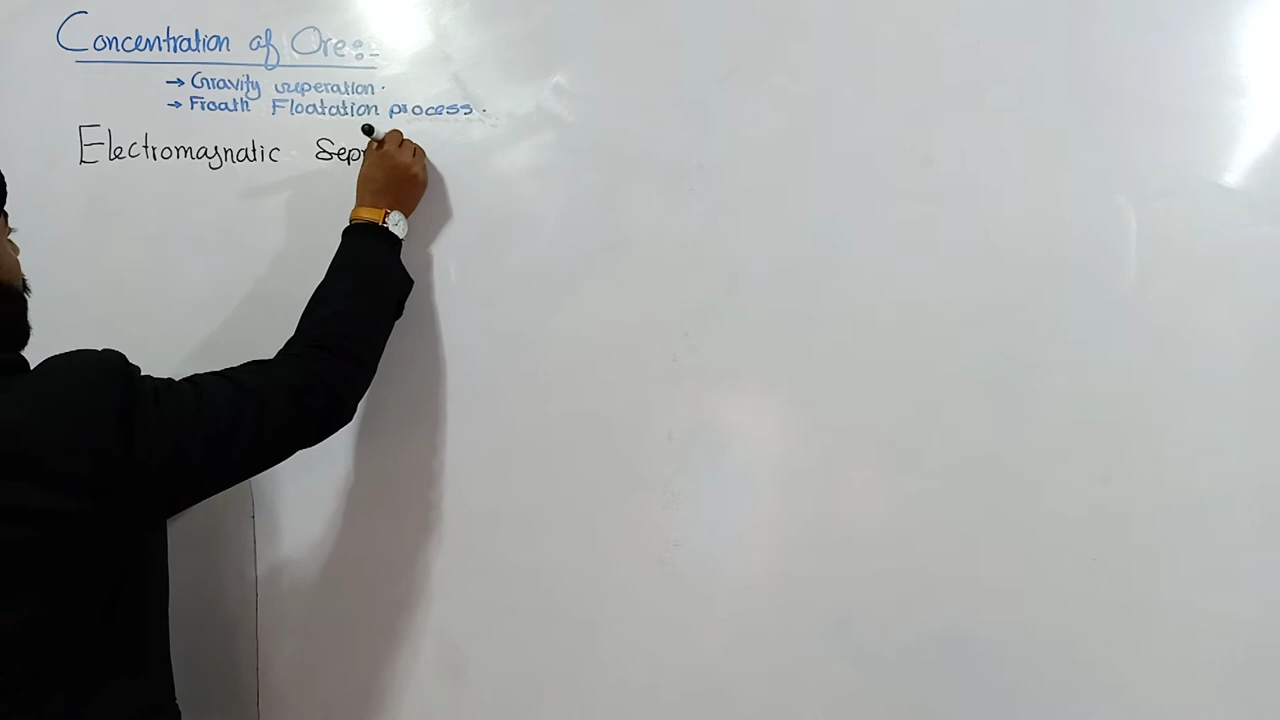 Concentration of Ore:-
→ Gravity seperation.
→ Froath Floatation process.
Electromagnatic Sep